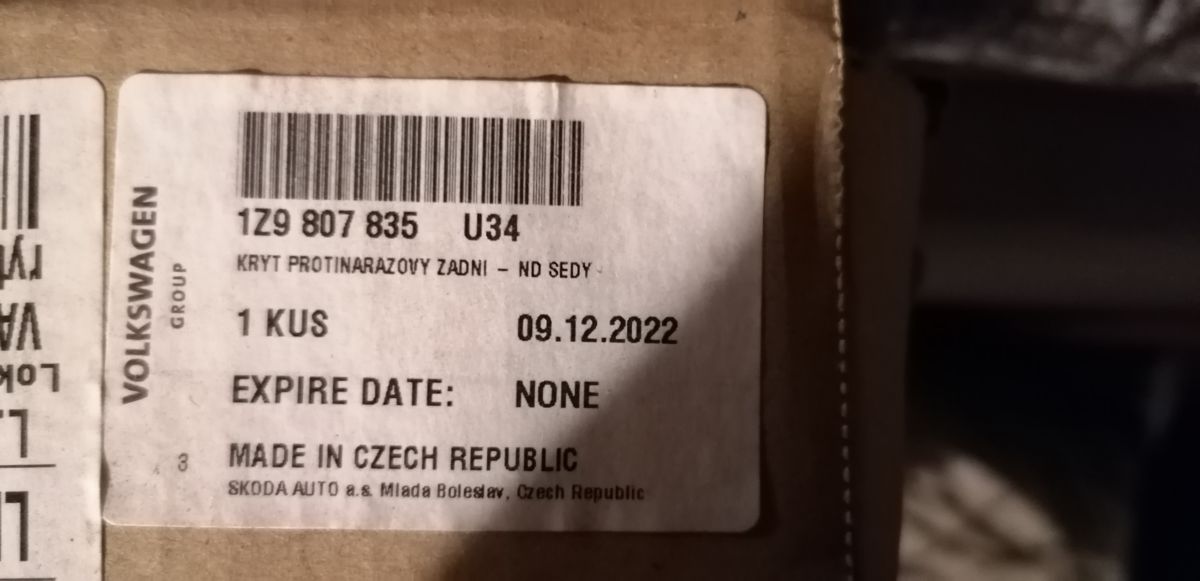 VOLKSWAGEN
GROUP
1Z9 807 835 U34
KRYT PROTINARAZOVY ZADNI – ND SEDY
1 KUS 09.12.2022
EXPIRE DATE: NONE
3 MADE IN CZECH REPUBLIC
SKODA AUTO a.s. Mlada Boleslav, Czech Republic